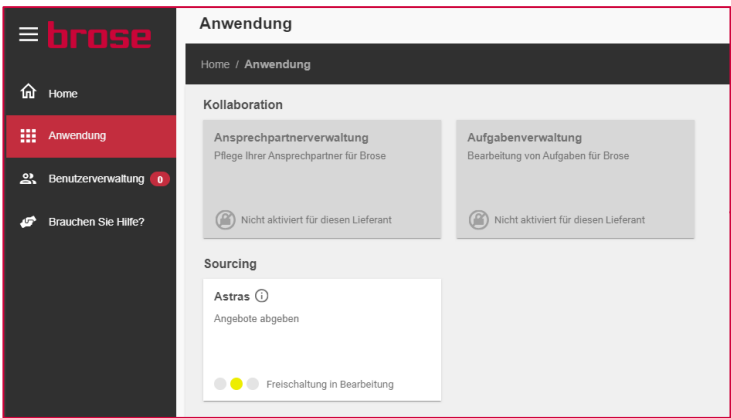 brose
Anwendung
Home / Anwendung
Home
Anwendung
Benutzerverwaltung 0
Brauchen Sie Hilfe?
Kollaboration
Ansprechpartnerverwaltung
Pflege Ihrer Ansprechpartner für Brose
Nicht aktiviert für diesen Lieferant
Aufgabenverwaltung
Bearbeitung von Aufgaben für Brose
Nicht aktiviert für diesen Lieferant
Sourcing
Astras
Angebote abgeben
Freischaltung in Bearbeitung